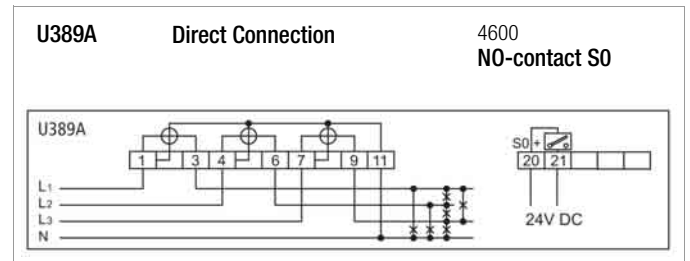 U389A Direct Connection 4600
NO-contact S0
U389A
S0 +
1 3 4 6 7 9 11 20 21
L1
L2
L3
N
24V DC